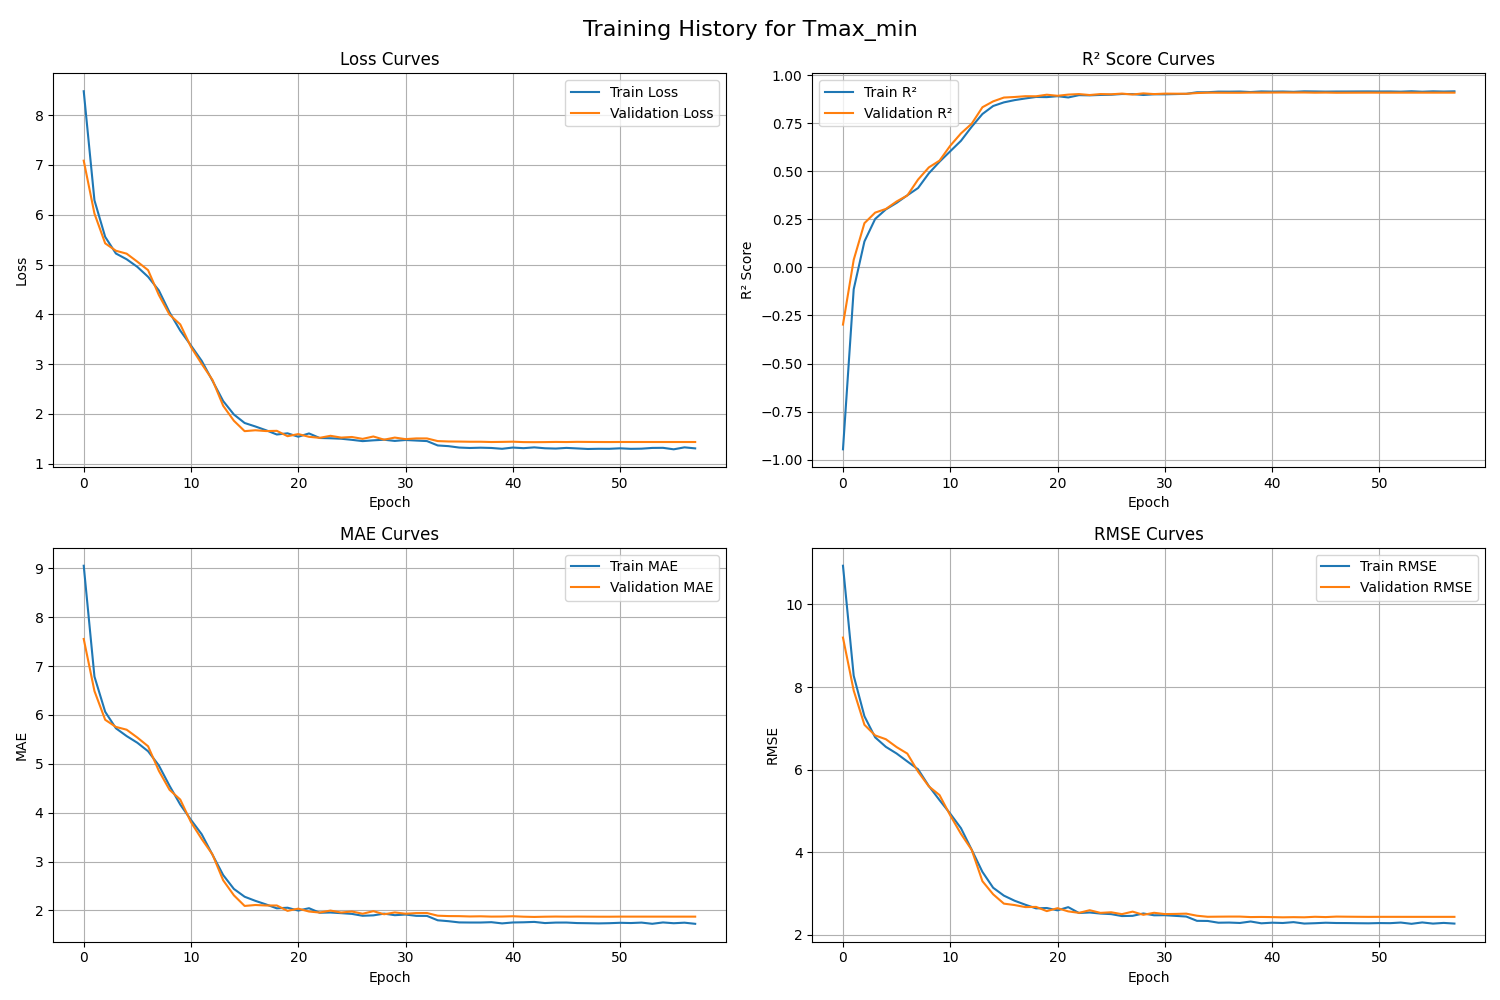 Training History for Tmax_min
Loss Curves
8
7
6
5
4
3
2
1
Loss
0 10 20 30 40 50
Epoch
Train Loss
Validation Loss
R² Score Curves
1.00
0.75
0.50
0.25
0.00
−0.25
−0.50
−0.75
−1.00
R² Score
0 10 20 30 40 50
Epoch
Train R²
Validation R²
MAE Curves
9
8
7
6
5
4
3
2
MAE
0 10 20 30 40 50
Epoch
Train MAE
Validation MAE
RMSE Curves
10
8
6
4
2
RMSE
0 10 20 30 40 50
Epoch
Train RMSE
Validation RMSE